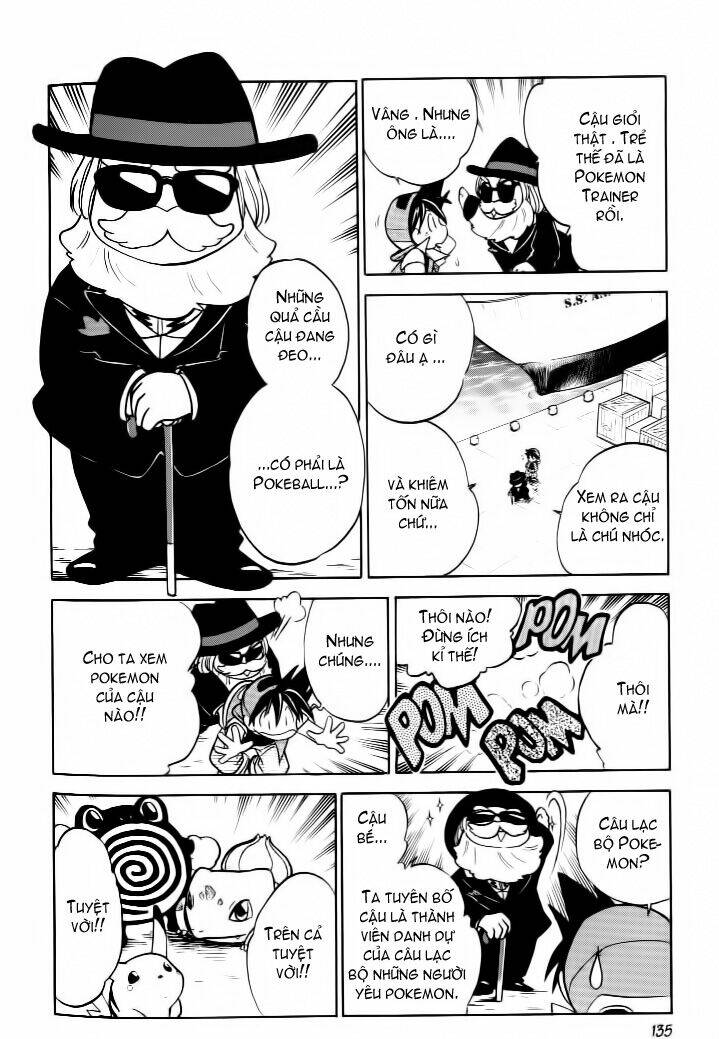 Những
quả cầu
cậu đang
đeo...
...có phải là
Pokeball...?
Vâng . Nhưng
ông là....
Cậu giỏi
thật . Trẻ
thế đã là
Pokemon
Trainer
rồi.
S.S. A
Có gì
đâu ạ...
và khiêm
tốn nữa
chứ...
Xem ra cậu
không chỉ
là chú nhóc.
Cho ta xem
pokemon
của cậu
nào!!
Nhưng
chúng....
Thôi nào!
Đừng ích
kỉ thế!
POM
POM
POM
Thôi
mà!!
Tuyệt
vời!!
Trên cả
tuyệt
vời!!
Cậu
bé...
Ta tuyên bố
cậu là thành
viên danh dự
của câu lạc
bộ những người
yêu pokemon.
Câu lạc
bộ Poke-
mon?
135